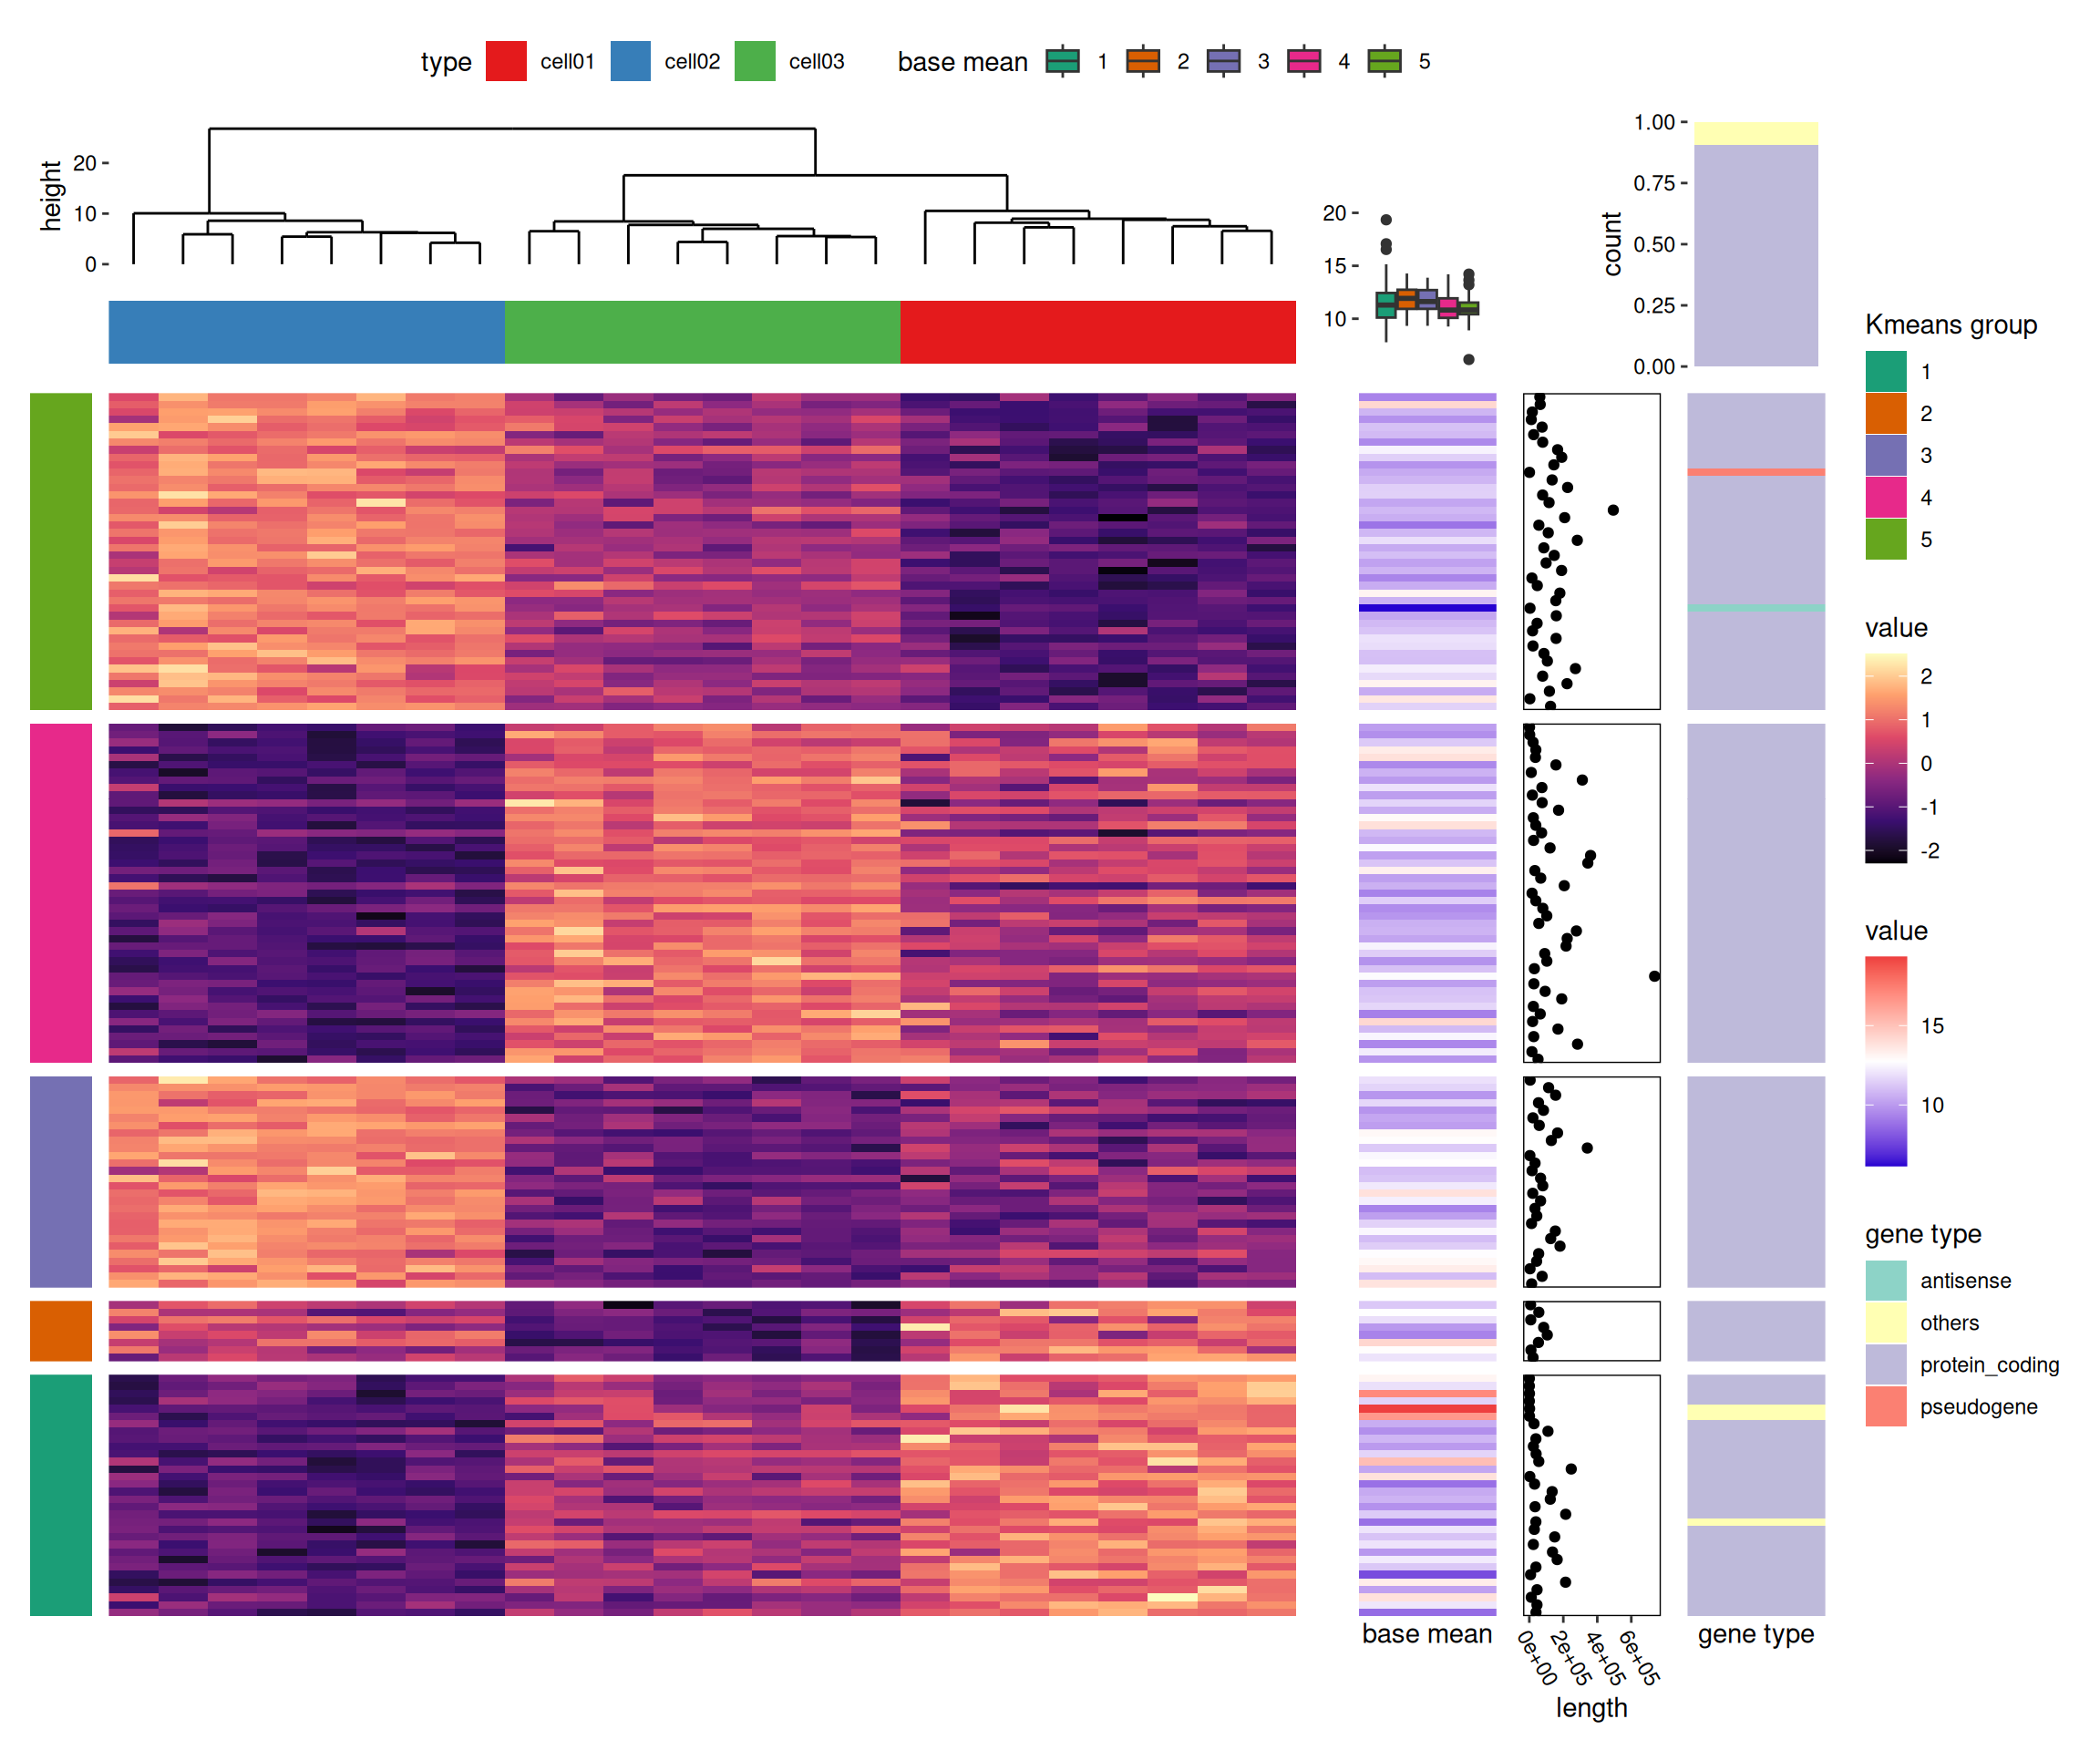 type cell01 cell02 cell03 base mean 1 2 3 4 5
height
20
10
0
20
15
10
count
1.00
0.75
0.50
0.25
0.00
Kmeans group
1
2
3
4
5
value
2
1
0
-1
-2
value
15
10
gene type
antisense
others
protein_coding
pseudogene
base mean
0e+00 2e+05 4e+05 6e+05
length
gene type